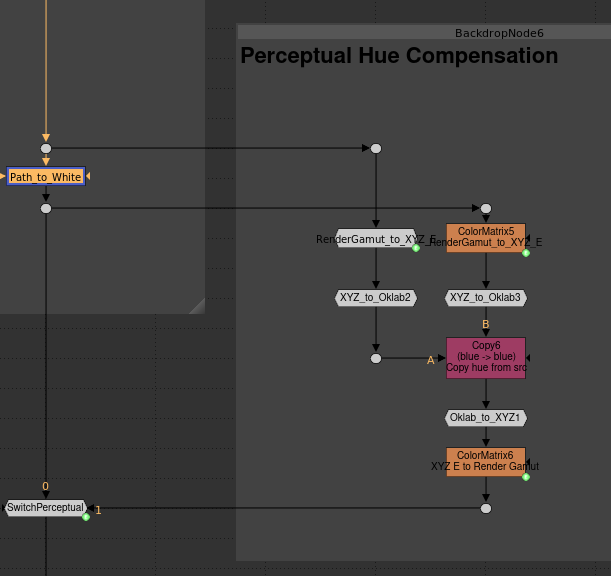 BackdropNode6
Perceptual Hue Compensation
Path_to_White
RenderGamut_to_XYZ_E
ColorMatrix5
RenderGamut_to_XYZ_E
XYZ_to_Oklab2
XYZ_to_Oklab3
B
Copy6
(blue -> blue)
Copy hue from src
A
Oklab_to_XYZ1
ColorMatrix6
XYZ E to Render Gamut
0
SwitchPerceptual
1